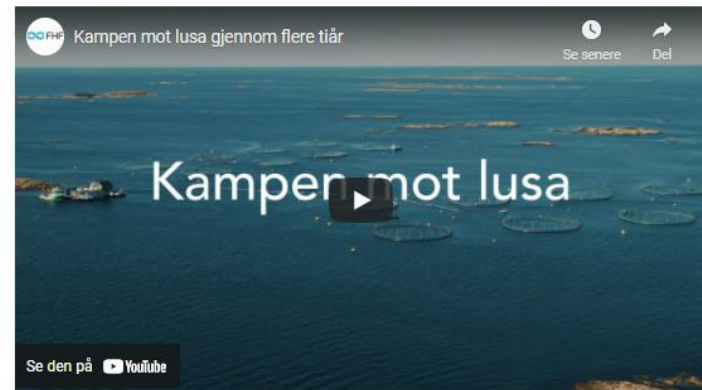 FHF
Kampen mot lusa gjennom flere tiår
Se senere
Del
Kampen mot lusa
Se den på YouTube